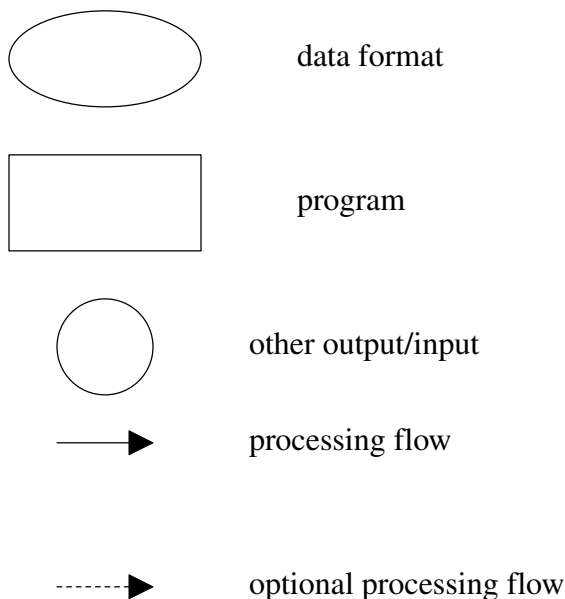 data format
program
other output/input
processing flow
optional processing flow